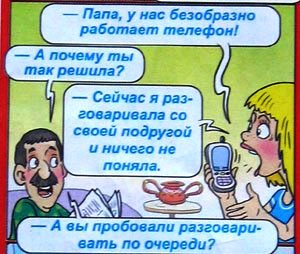 — Папа, у нас безобразно
работает телефон!
— А почему ты
так решила?
— Сейчас я раз-
говаривала со
своей подругой
и ничего не
поняла.
— А вы пробовали разговари-
вать по очереди?